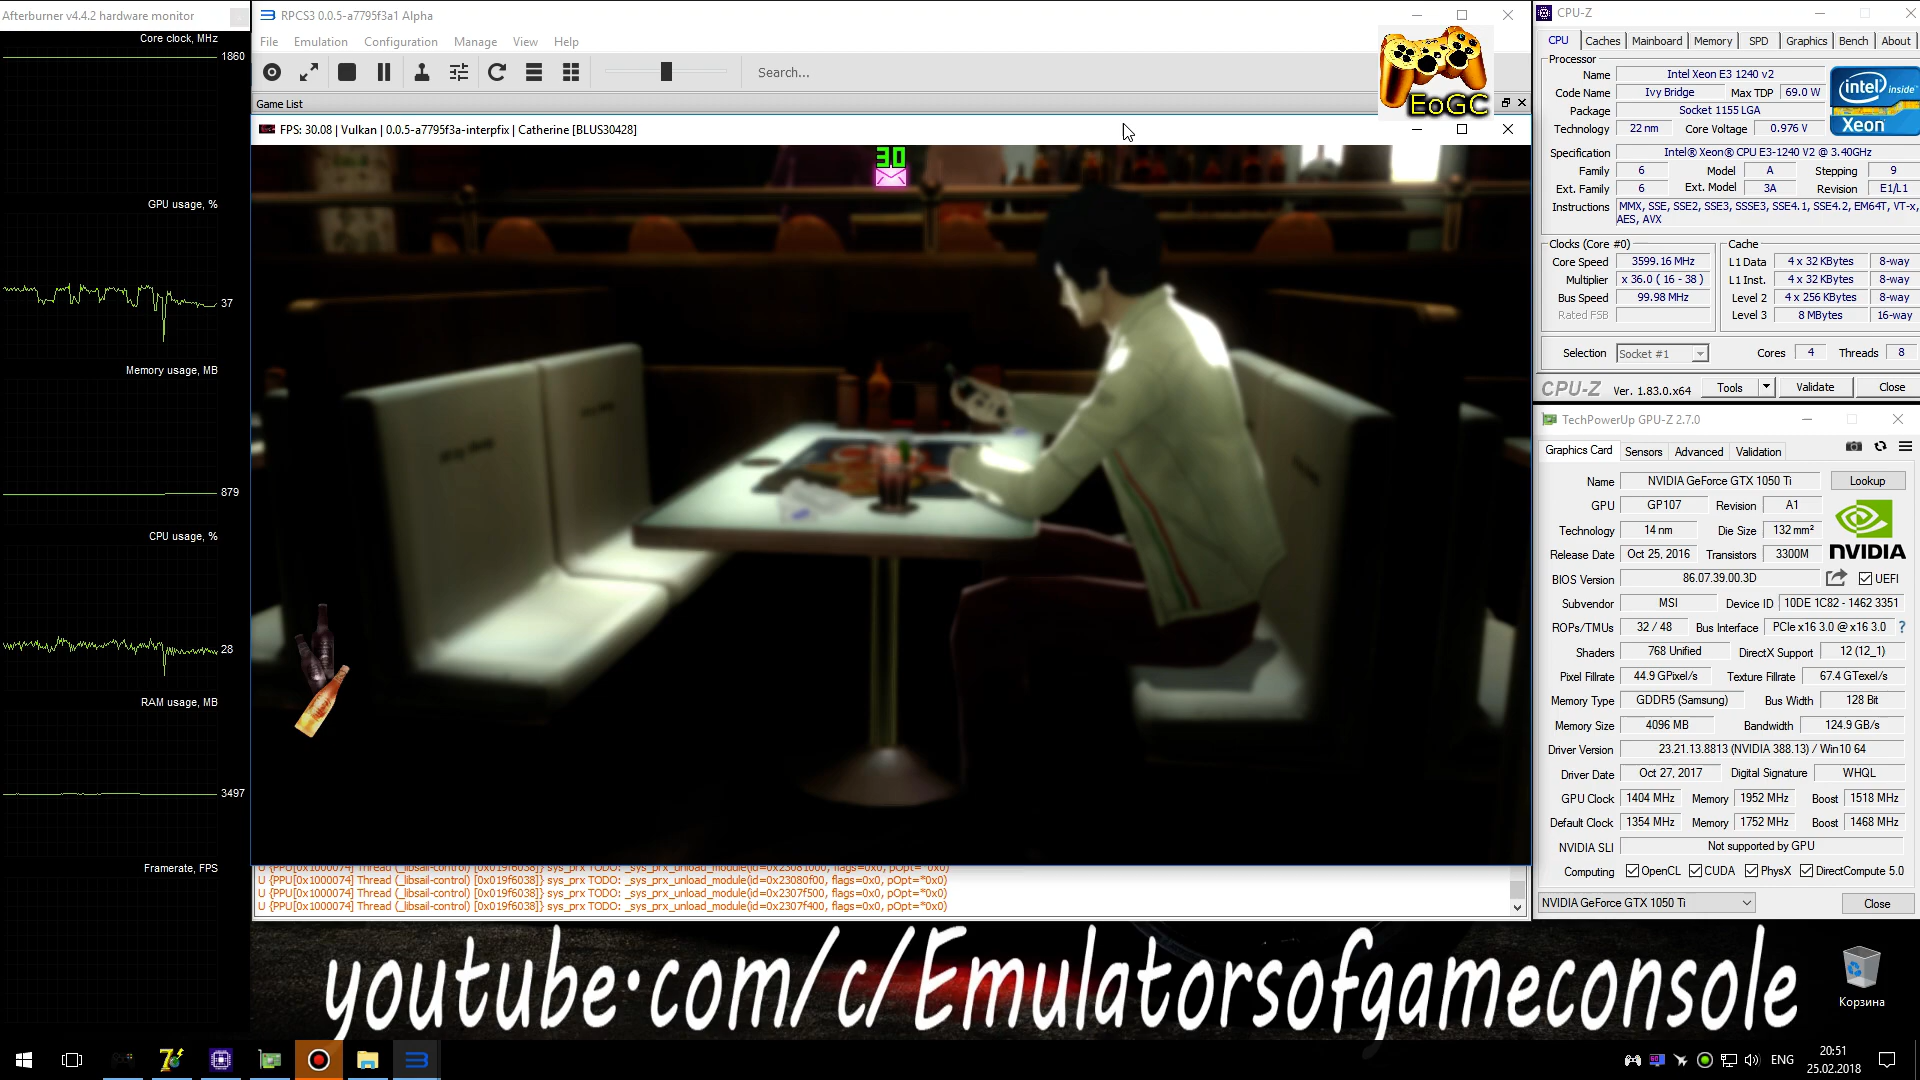 Afterburner v4.4.2 hardware monitor
Core clock, MHz
1860
GPU usage, %
37
Memory usage, MB
879
CPU usage, %
28
RAM usage, MB
3497
Framerate, FPS
RPCS3 0.0.5-a7795f3a1 Alpha
File Emulation Configuration Manage View Help
Search...
EoGC
Game List
FPS: 30.08 | Vulkan | 0.0.5-a7795f3a-interpfix | Catherine [BLUS30428]
30
U {PPU[0x1000074] Thread (_libsail-control) [0x019f6038]} sys_prx TODO: _sys_prx_unload_module(id=0x23081000, flags=0x0, pOpt=*0x0)
U {PPU[0x1000074] Thread (_libsail-control) [0x019f6038]} sys_prx TODO: _sys_prx_unload_module(id=0x23080f00, flags=0x0, pOpt=*0x0)
U {PPU[0x1000074] Thread (_libsail-control) [0x019f6038]} sys_prx TODO: _sys_prx_unload_module(id=0x2307f500, flags=0x0, pOpt=*0x0)
U {PPU[0x1000074] Thread (_libsail-control) [0x019f6038]} sys_prx TODO: _sys_prx_unload_module(id=0x2307f400, flags=0x0, pOpt=*0x0)
CPU-Z
CPU Caches Mainboard Memory SPD Graphics Bench About
Processor
Name Intel Xeon E3 1240 v2
Code Name Ivy Bridge Max TDP 69.0 W
Package Socket 1155 LGA
Technology 22 nm Core Voltage 0.976 V
intel inside™
Xeon
Specification Intel® Xeon® CPU E3-1240 V2 @ 3.40GHz
Family 6 Model A Stepping 9
Ext. Family 6 Ext. Model 3A Revision E1/L1
Instructions MMX, SSE, SSE2, SSE3, SSSE3, SSE4.1, SSE4.2, EM64T, VT-x,
AES, AVX
Clocks (Core #0) Cache
Core Speed 3599.16 MHz L1 Data 4 x 32 KBytes 8-way
Multiplier x 36.0 ( 16 - 38 ) L1 Inst. 4 x 32 KBytes 8-way
Bus Speed 99.98 MHz Level 2 4 x 256 KBytes 8-way
Rated FSB Level 3 8 MBytes 16-way
Selection Socket #1 Cores 4 Threads 8
CPU-Z Ver. 1.83.0.x64 Tools Validate Close
TechPowerUp GPU-Z 2.7.0
Graphics Card Sensors Advanced Validation
Name NVIDIA GeForce GTX 1050 Ti Lookup
GPU GP107 Revision A1
Technology 14 nm Die Size 132 mm²
Release Date Oct 25, 2016 Transistors 3300M
NVIDIA
BIOS Version 86.07.39.00.3D UEFI
Subvendor MSI Device ID 10DE 1C82 - 1462 3351
ROPs/TMUs 32 / 48 Bus Interface PCIe x16 3.0 @ x16 3.0 ?
Shaders 768 Unified DirectX Support 12 (12_1)
Pixel Fillrate 44.9 GPixel/s Texture Fillrate 67.4 GTexel/s
Memory Type GDDR5 (Samsung) Bus Width 128 Bit
Memory Size 4096 MB Bandwidth 124.9 GB/s
Driver Version 23.21.13.8813 (NVIDIA 388.13) / Win10 64
Driver Date Oct 27, 2017 Digital Signature WHQL
GPU Clock 1404 MHz Memory 1952 MHz Boost 1518 MHz
Default Clock 1354 MHz Memory 1752 MHz Boost 1468 MHz
NVIDIA SLI Not supported by GPU
Computing OpenCL CUDA PhysX DirectCompute 5.0
NVIDIA GeForce GTX 1050 Ti Close
youtube.com/c/Emulatorsofgameconsole
Корзина
ENG 20:51
25.02.2018